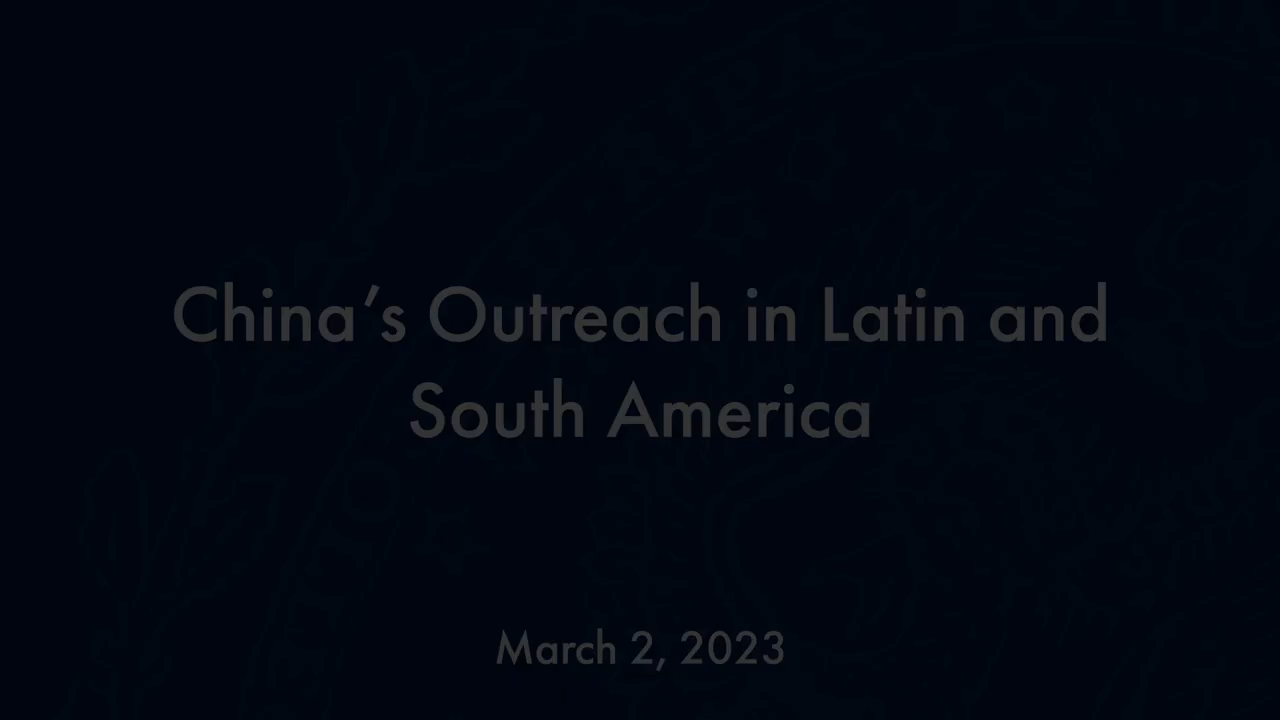 China’s Outreach in Latin and
South America
March 2, 2023